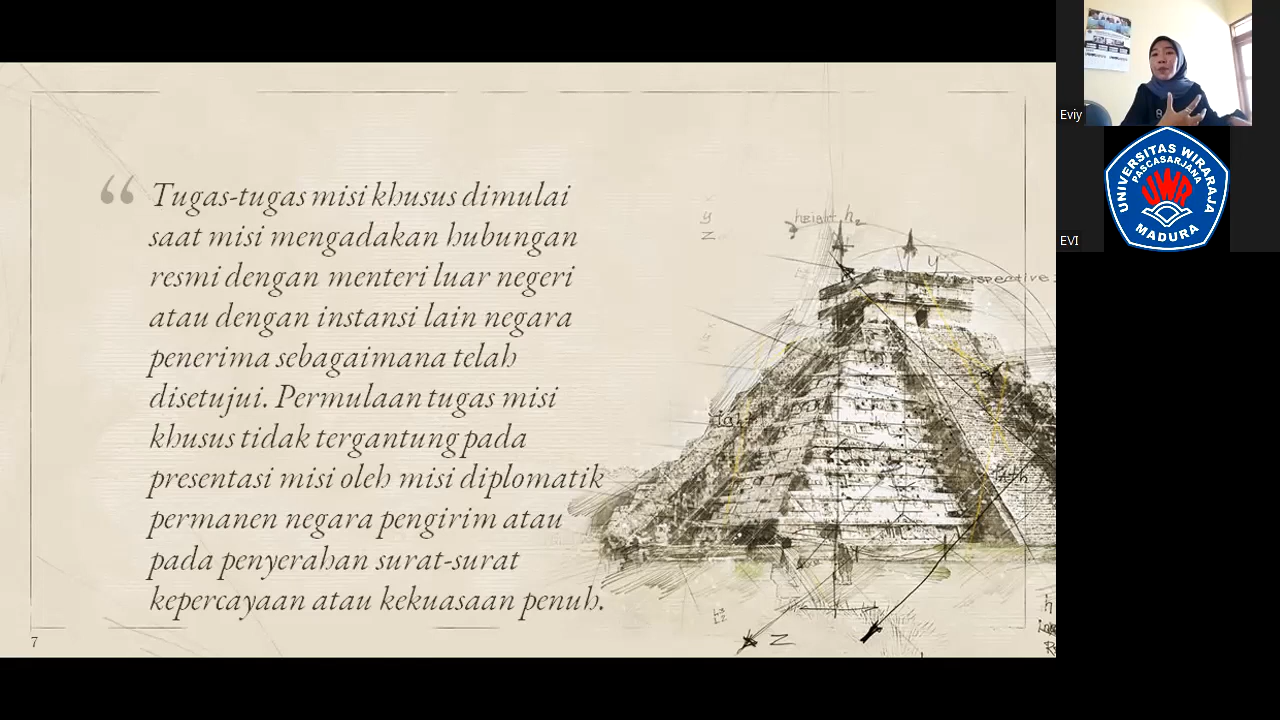 “ Tugas-tugas misi khusus dimulai
saat misi mengadakan hubungan
resmi dengan menteri luar negeri
atau dengan instansi lain negara
penerima sebagaimana telah
disetujui. Permulaan tugas misi
khusus tidak tergantung pada
presentasi misi oleh misi diplomatik
permanen negara pengirim atau
pada penyerahan surat-surat
kepercayaan atau kekuasaan penuh.
7
y
z
height h₂
y
perspective
Z
h
Eviy
UNIVERSITAS WIRARAJA
PASCASARJANA
UWR
MADURA
EVI